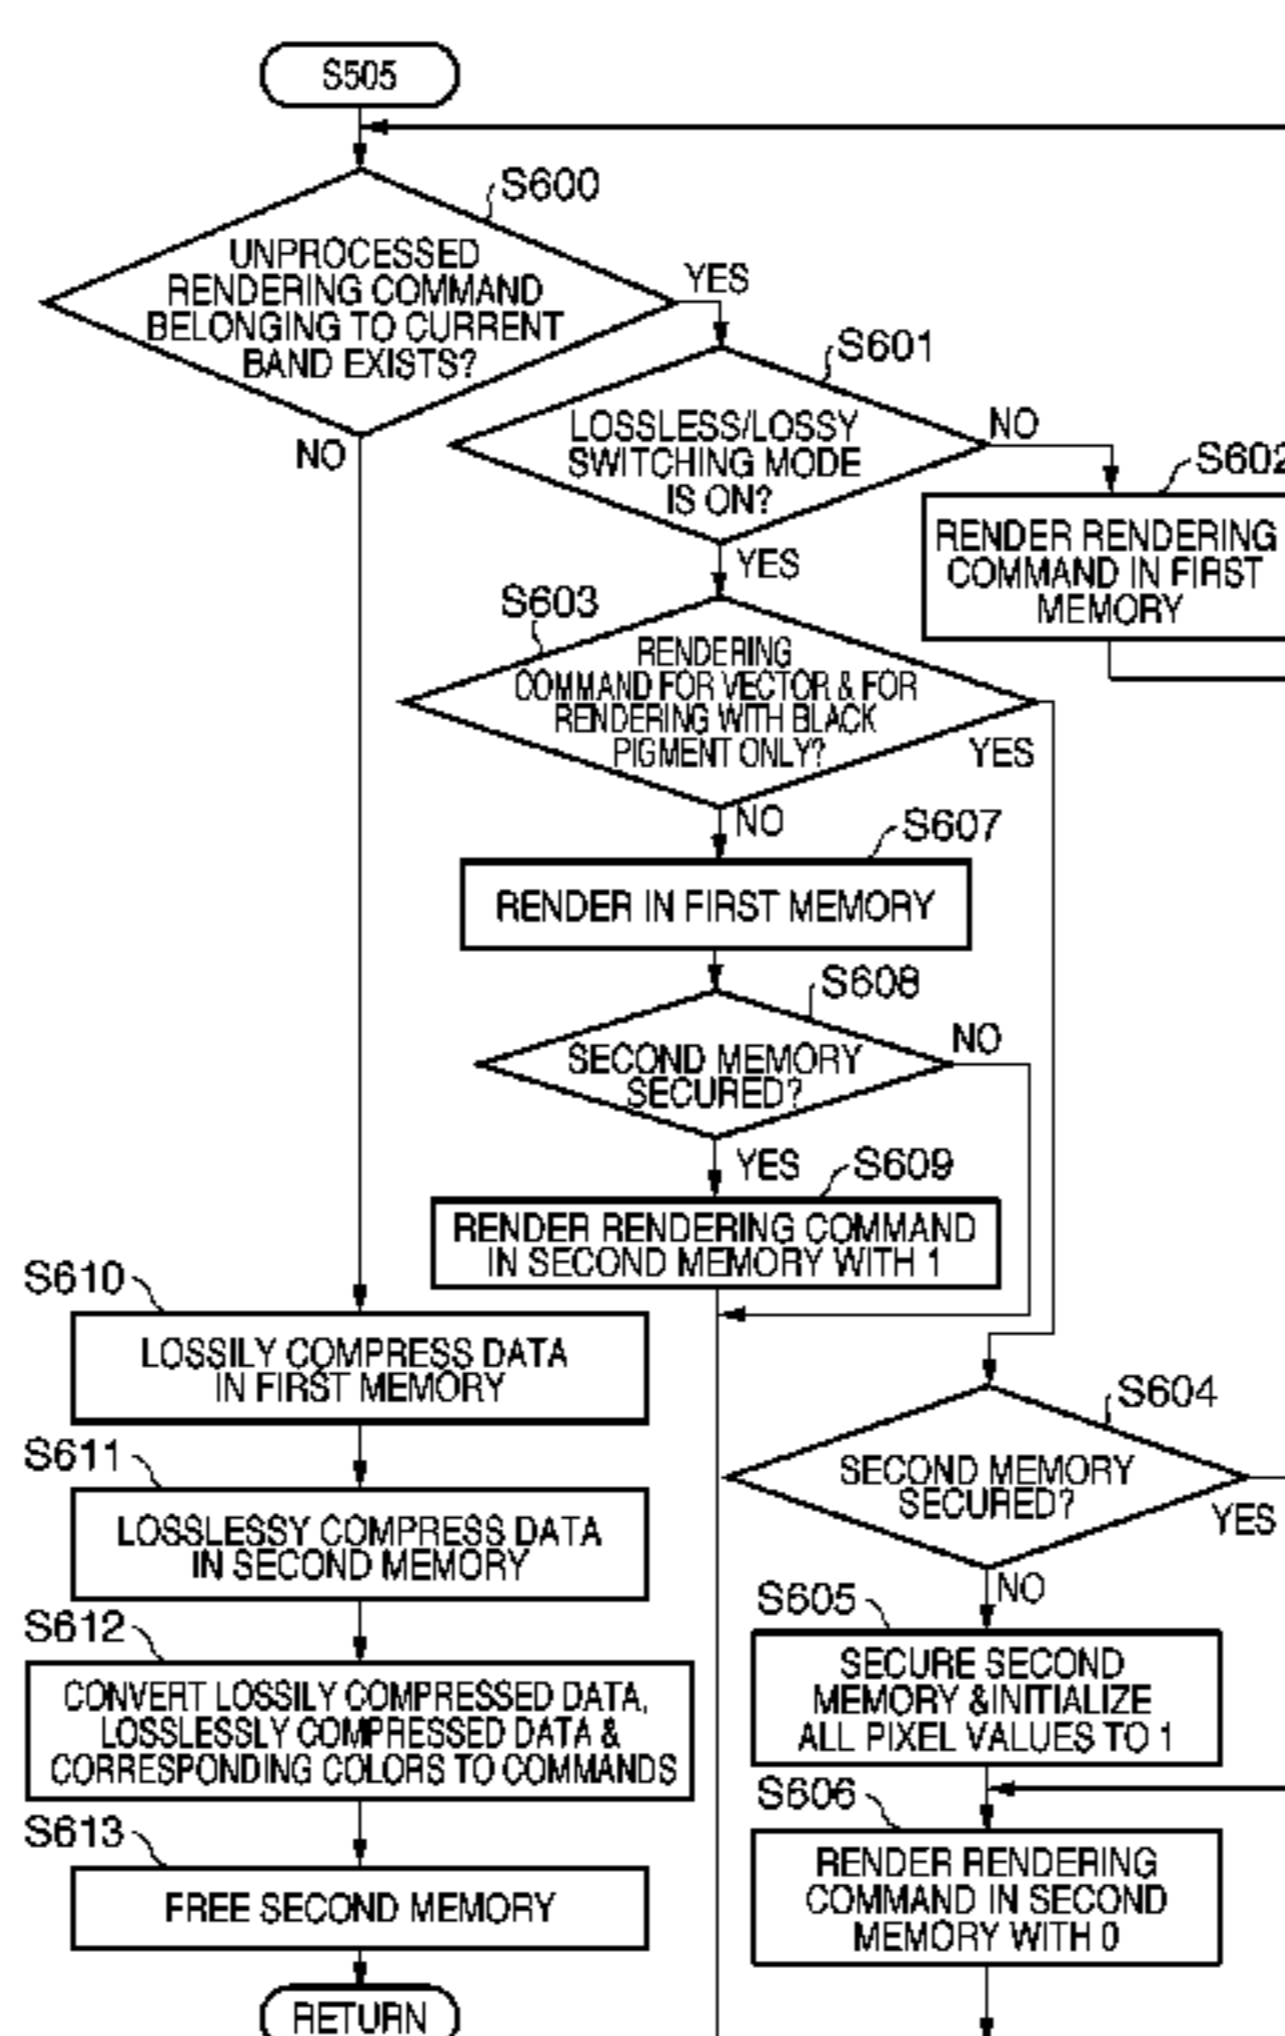 S505
S600
UNPROCESSED
RENDERING COMMAND
BELONGING TO CURRENT
BAND EXISTS?
YES
NO
S601
LOSSLESS/LOSSY
SWITCHING MODE
IS ON?
NO
YES
S602
RENDER RENDERING
COMMAND IN FIRST
MEMORY
S603
RENDERING
COMMAND FOR VECTOR & FOR
RENDERING WITH BLACK
PIGMENT ONLY?
YES
NO
S607
RENDER IN FIRST MEMORY
S608
SECOND MEMORY
SECURED?
NO
YES
S609
RENDER RENDERING COMMAND
IN SECOND MEMORY WITH 1
S610
LOSSILY COMPRESS DATA
IN FIRST MEMORY
S604
SECOND MEMORY
SECURED?
YES
NO
S611
LOSSLESSY COMPRESS DATA
IN SECOND MEMORY
S605
SECURE SECOND
MEMORY &INITIALIZE
ALL PIXEL VALUES TO 1
S612
CONVERT LOSSILY COMPRESSED DATA,
LOSSLESSLY COMPRESSED DATA &
CORRESPONDING COLORS TO COMMANDS
S606
RENDER RENDERING
COMMAND IN SECOND
MEMORY WITH 0
S613
FREE SECOND MEMORY
RETURN